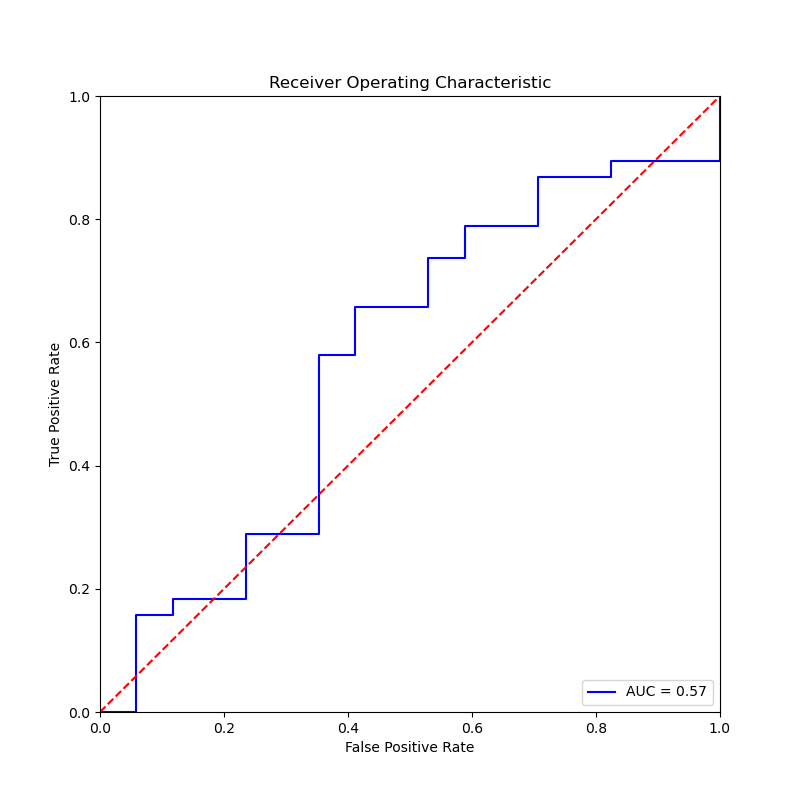 Receiver Operating Characteristic
1.0
0.8
0.6
0.4
0.2
0.0
True Positive Rate
AUC = 0.57
0.0 0.2 0.4 0.6 0.8 1.0
False Positive Rate